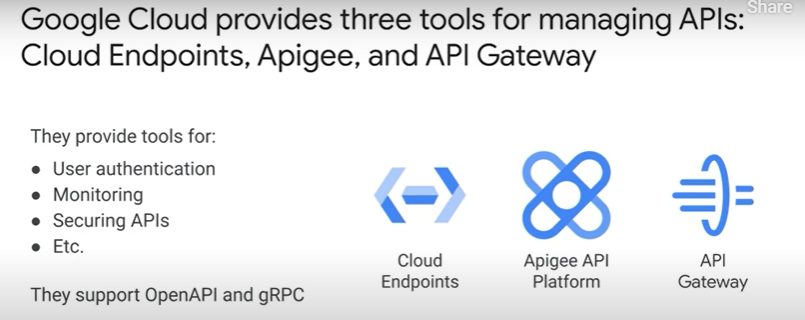 Share
Google Cloud provides three tools for managing APIs:
Cloud Endpoints, Apigee, and API Gateway
They provide tools for:
● User authentication
● Monitoring
● Securing APIs
● Etc.
They support OpenAPI and gRPC
Cloud
Endpoints
Apigee API
Platform
API
Gateway